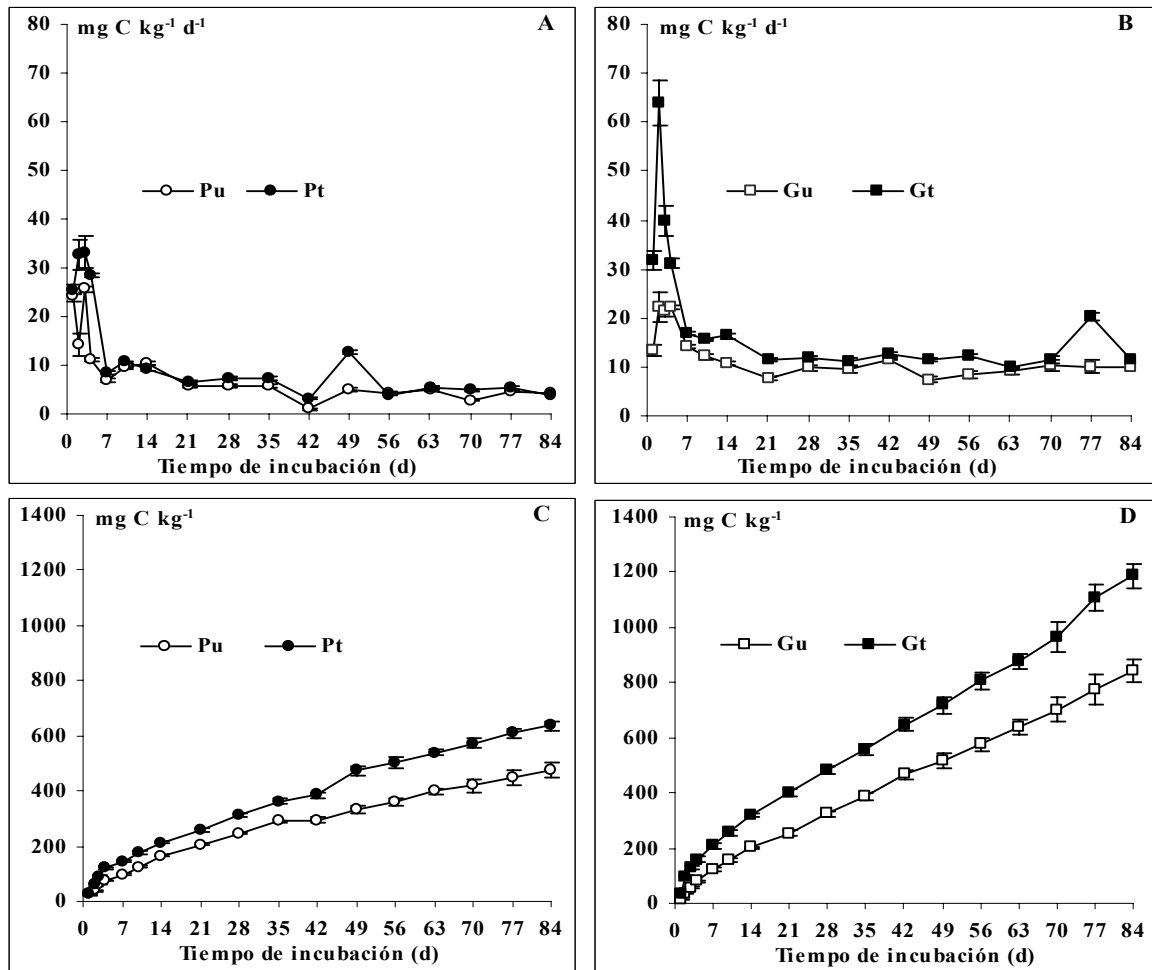 mg C kg⁻¹ d⁻¹ A
80
70
60
50
40
30
20
10
0
Pu Pt
0 7 14 21 28 35 42 49 56 63 70 77 84
Tiempo de incubación (d)
mg C kg⁻¹ d⁻¹ B
80
70
60
50
40
30
20
10
0
Gu Gt
0 7 14 21 28 35 42 49 56 63 70 77 84
Tiempo de incubación (d)
mg C kg⁻¹ C
1400
1200
1000
800
600
400
200
0
Pu Pt
0 7 14 21 28 35 42 49 56 63 70 77 84
Tiempo de incubación (d)
mg C kg⁻¹ D
1400
1200
1000
800
600
400
200
0
Gu Gt
0 7 14 21 28 35 42 49 56 63 70 77 84
Tiempo de incubación (d)